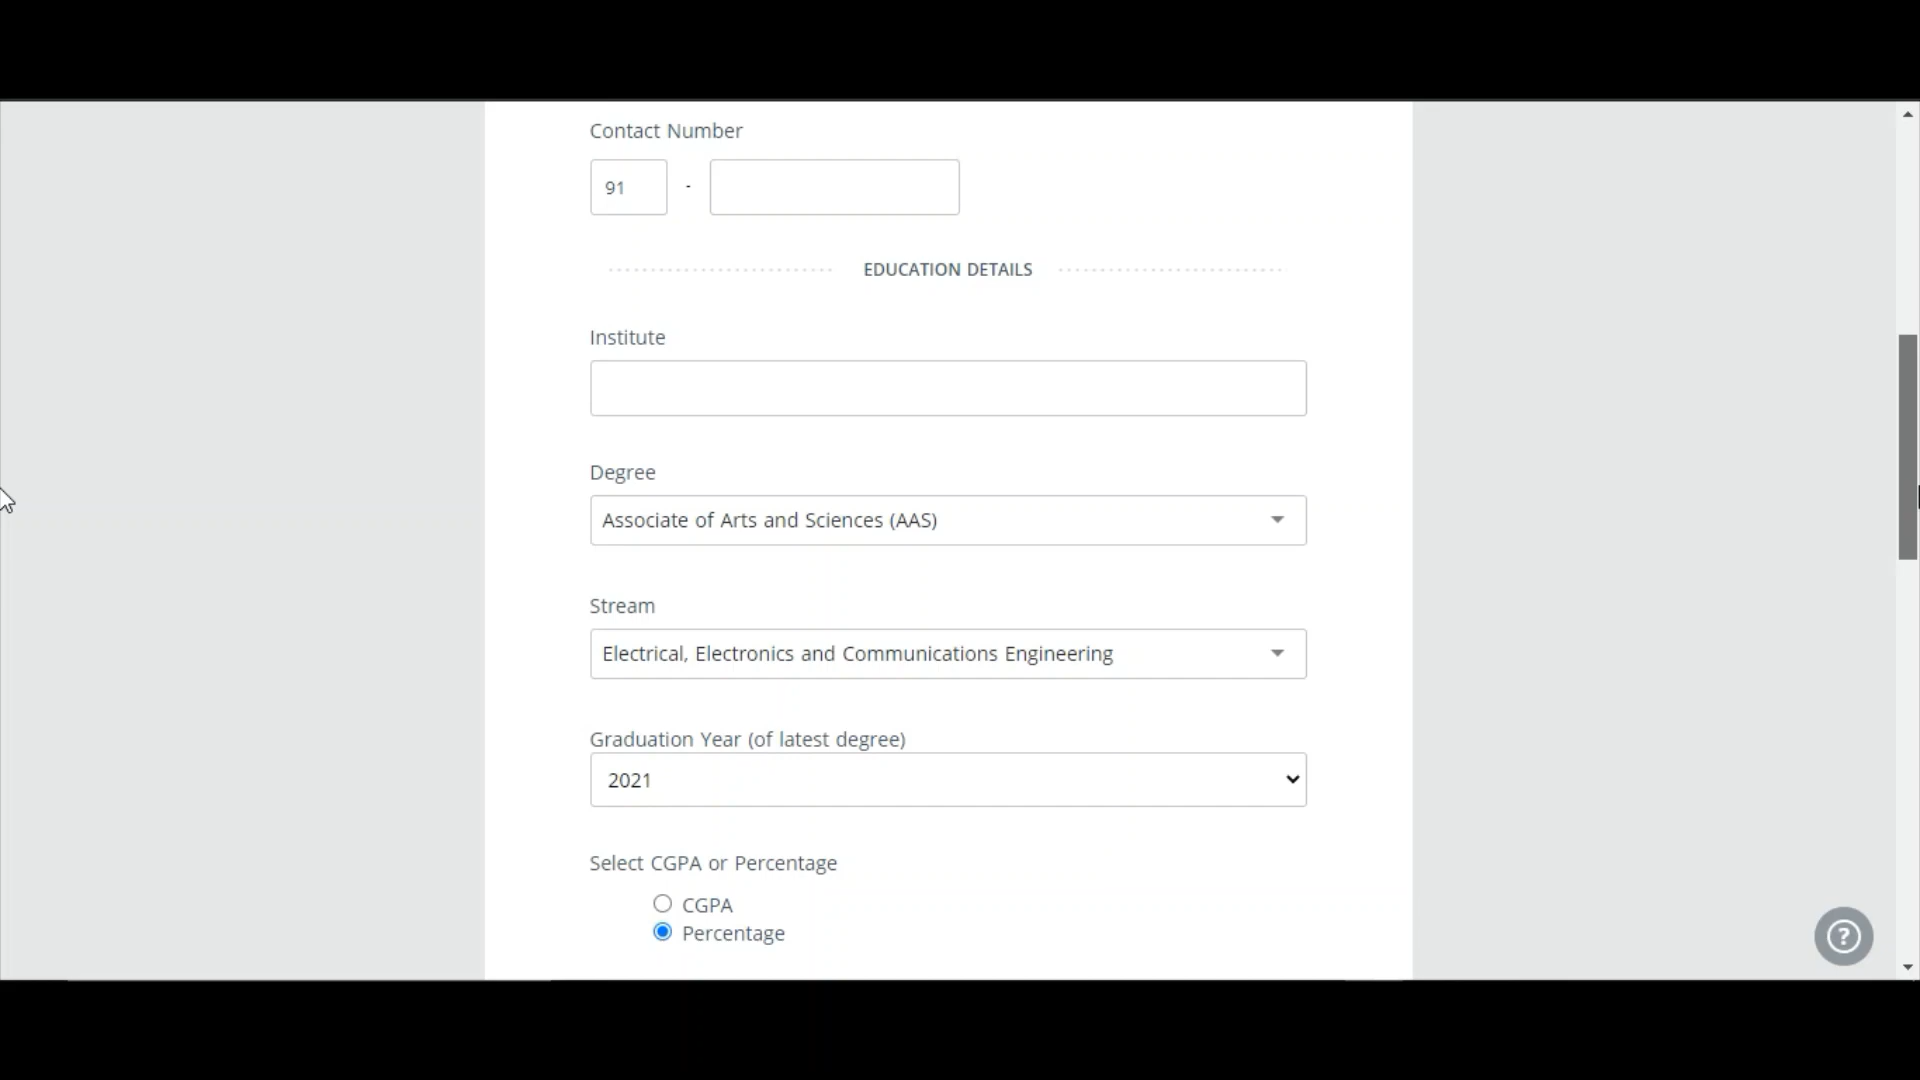 Contact Number
91 -
EDUCATION DETAILS
Institute
Degree
Associate of Arts and Sciences (AAS)
Stream
Electrical, Electronics and Communications Engineering
Graduation Year (of latest degree)
2021
Select CGPA or Percentage
CGPA
Percentage
?